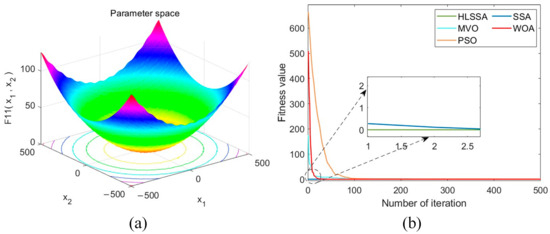 Parameter space
F11( x1 , x2 )
100
50
0
500
0
-500
x2
-500
0
500
x1
(a)
HLSSA SSA
MVO WOA
PSO
Fitness value
700
600
500
400
300
200
100
0
2
1
0
1 1.5 2 2.5
0 100 200 300 400 500
Number of iteration
(b)